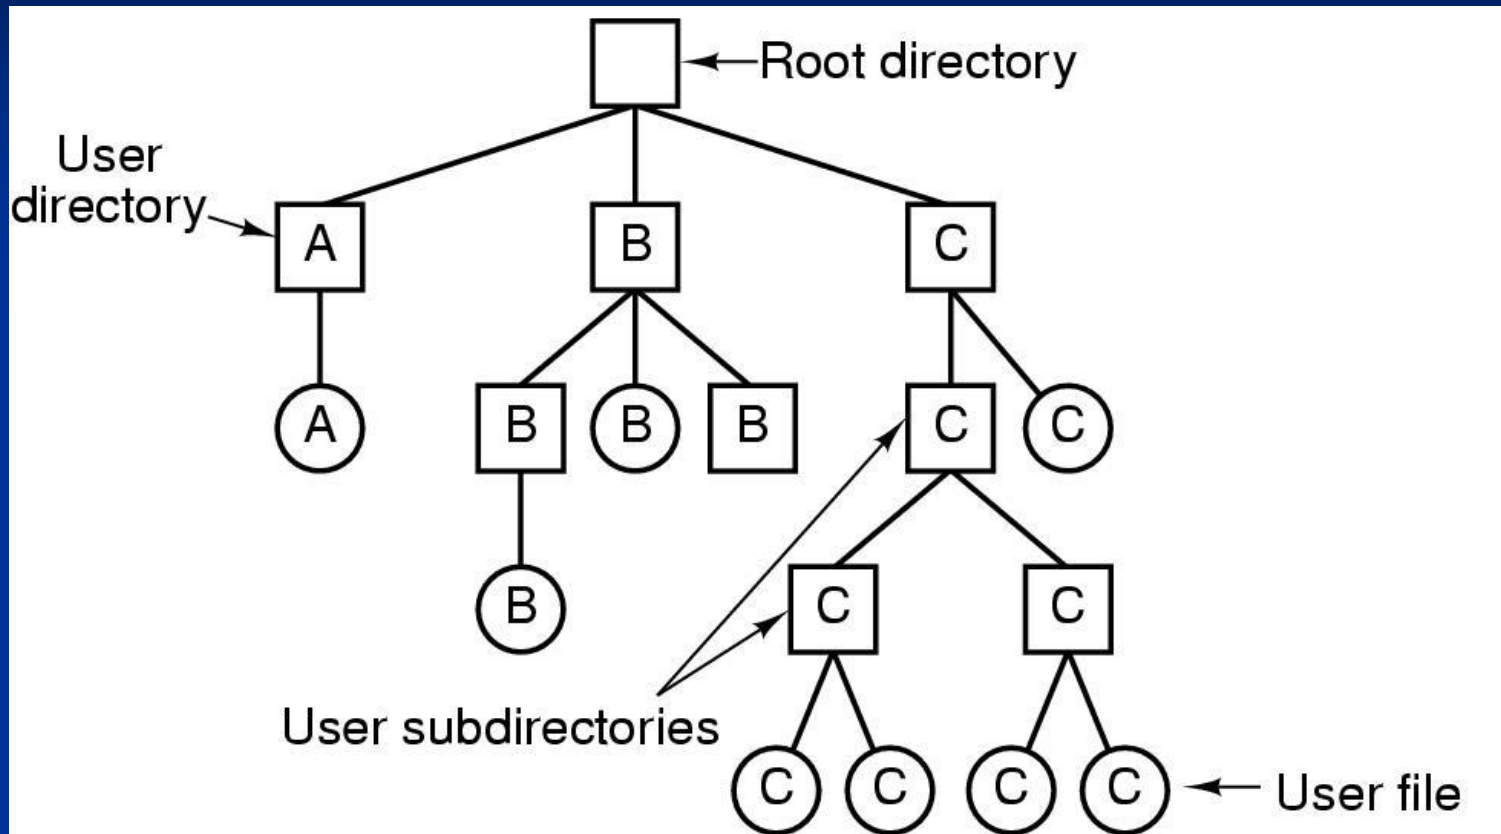 Root directory
User
directory
A
B
C
A
B
B
B
C
C
B
C
C
User subdirectories
C
C
C
C
User file